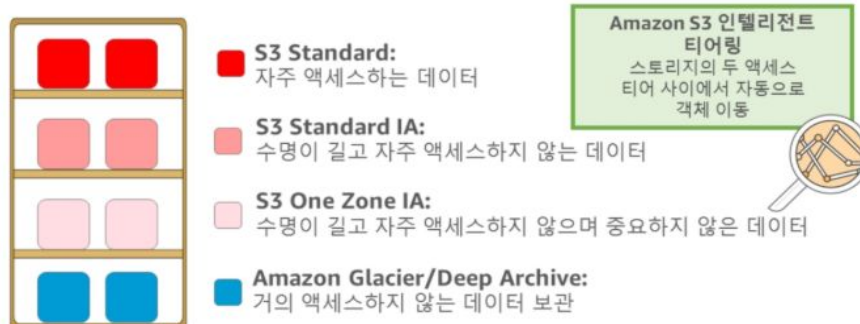 S3 Standard:
자주 액세스하는 데이터
S3 Standard IA:
수명이 길고 자주 액세스하지 않는 데이터
S3 One Zone IA:
수명이 길고 자주 액세스하지 않으며 중요하지 않은 데이터
Amazon Glacier/Deep Archive:
거의 액세스하지 않는 데이터 보관
Amazon S3 인텔리전트
티어링
스토리지의 두 액세스
티어 사이에서 자동으로
객체 이동